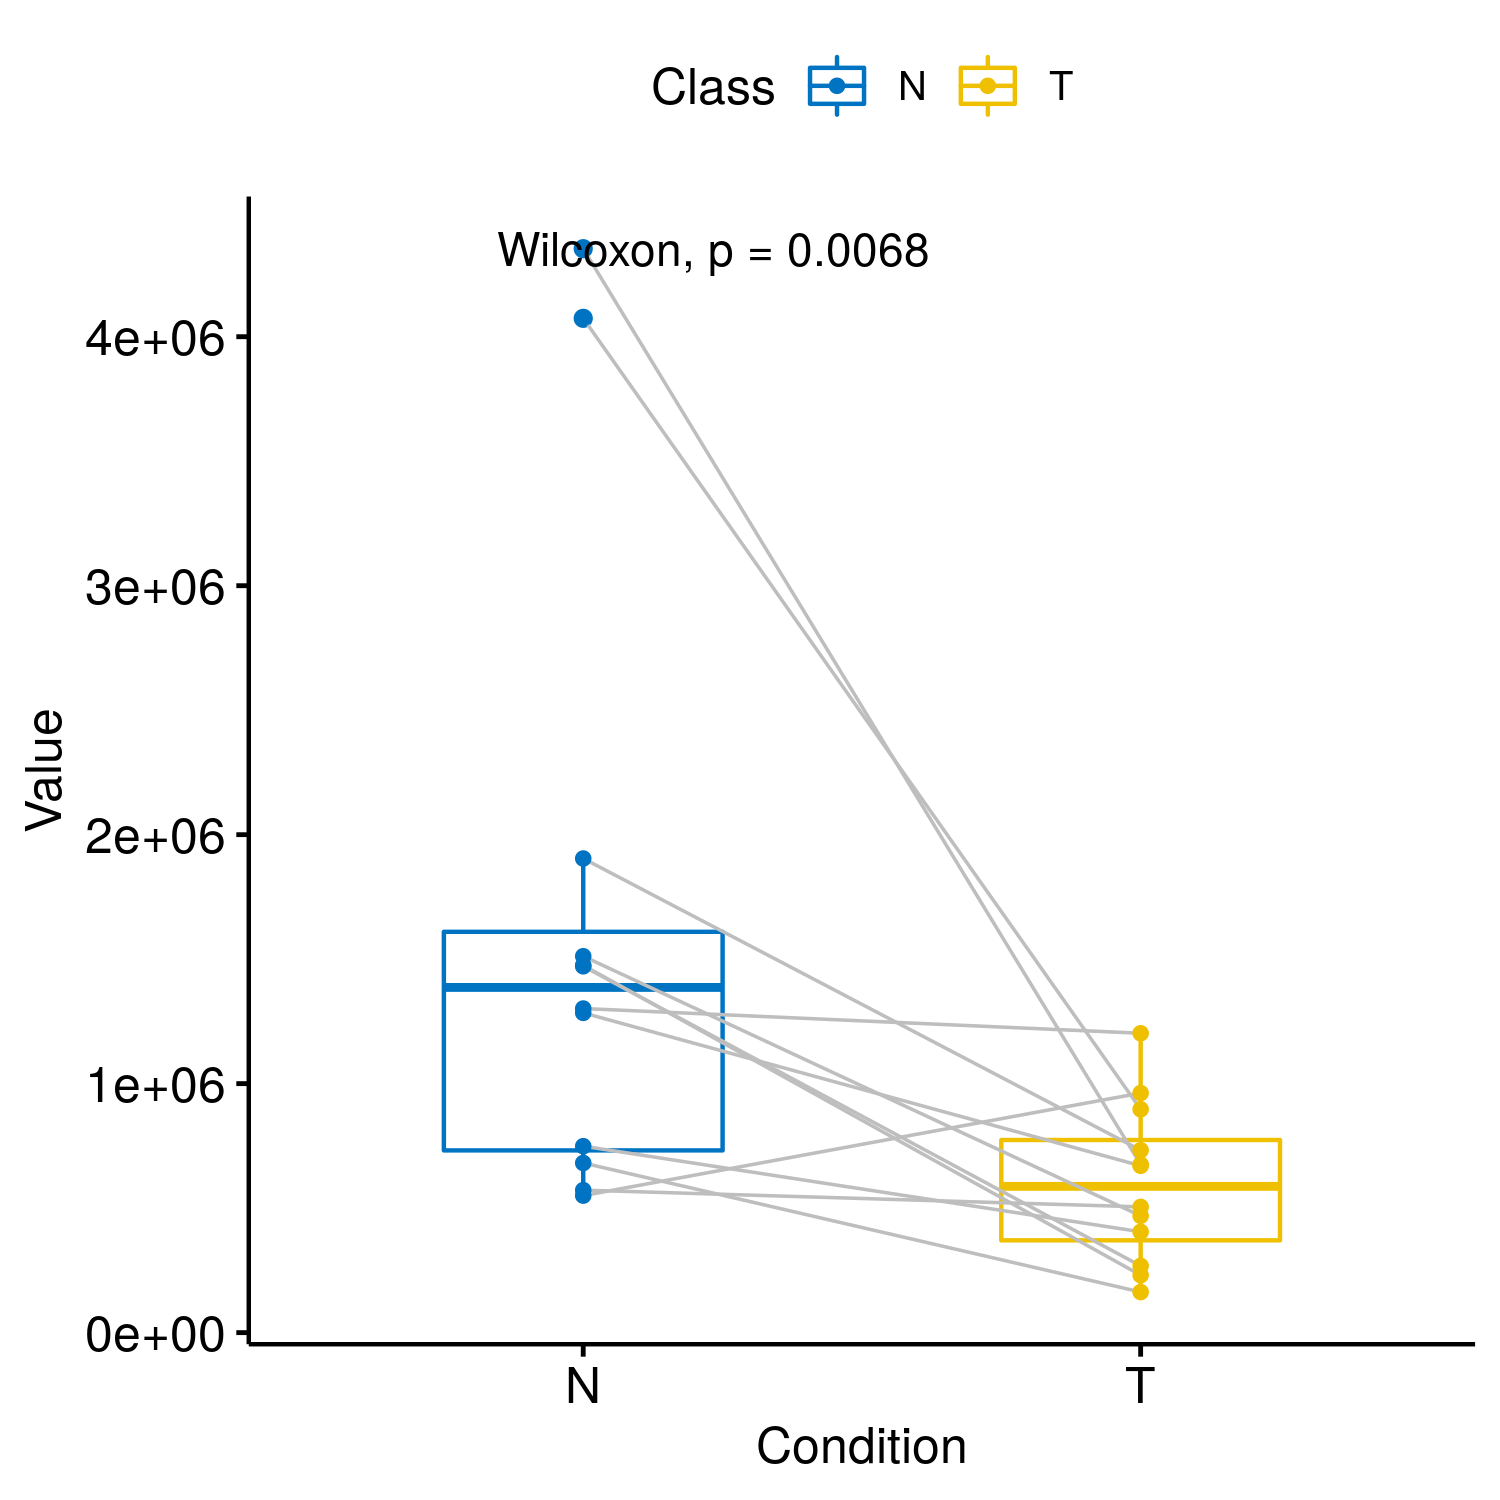 Class N T
Wilcoxon, p = 0.0068
4e+06
3e+06
2e+06
1e+06
0e+00
Value
N T
Condition